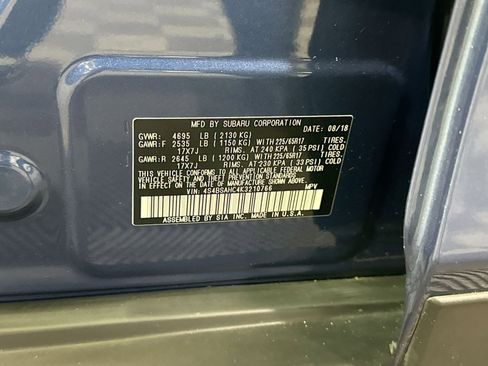 MFD BY SUBARU CORPORATION DATE: 08/18
GVWR: 4695 LB ( 2130 KG) TIRES.
GAWR:F 2535 LB ( 1150 KG) WITH 225/65R17
17X7J RIMS. AT 240 KPA ( 35 PSI) COLD
GAWR:R 2645 LB ( 1200 KG) WITH 225/65R17 TIRES.
17X7J RIMS. AT 230 KPA ( 33 PSI) COLD
THIS VEHICLE CONFORMS TO ALL APPLICABLE FEDERAL
MOTOR VEHICLE SAFETY, BUMPER, AND THEFT PREVENTION
STANDARDS IN EFFECT ON THE DATE OF MANUFACTURE SHOWN ABOVE.
VIN: 4S4BSAHC4K3210766 MPV
ASSEMBLED BY SIA INC. MADE IN U.S.A.